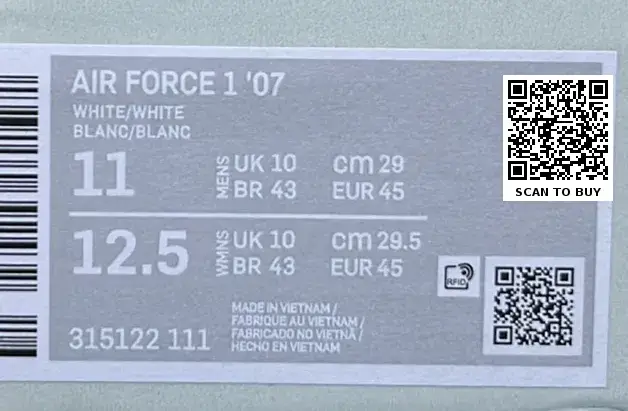 AIR FORCE 1 '07
WHITE/WHITE
BLANC/BLANC
11 MENS UK 10 cm 29
BR 43 EUR 45
12.5 WMNS UK 10 cm 29.5
BR 43 EUR 45
RFID
MADE IN VIETNAM /
FABRIQUE AU VIETNAM /
FABRICADO NO VIETNÃ /
HECHO EN VIETNAM
315122 111
SCAN TO BUY